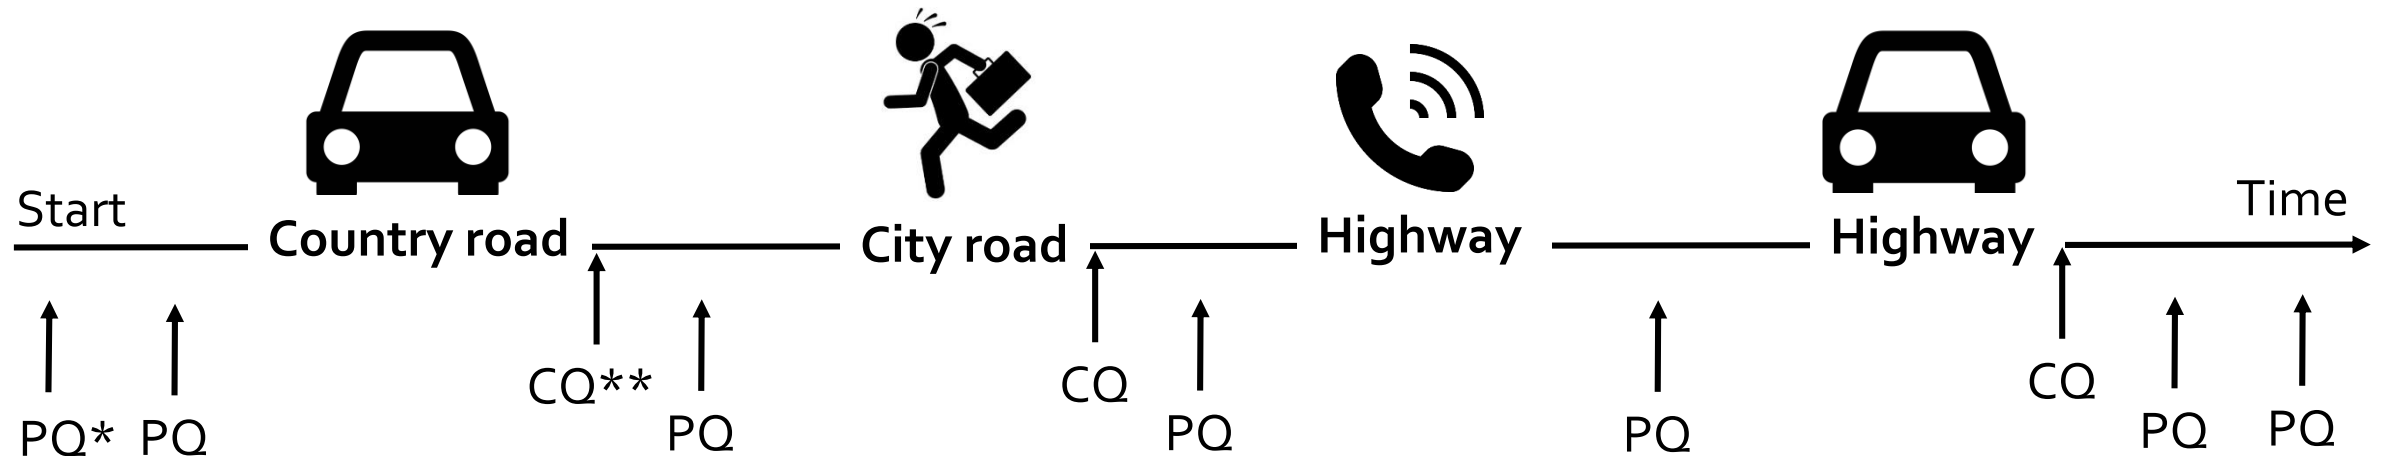 Start
Time
Country road
City road
Highway
Highway
PQ*
PQ
CQ**
PQ
CQ
PQ
PQ
CQ
PQ
PQ